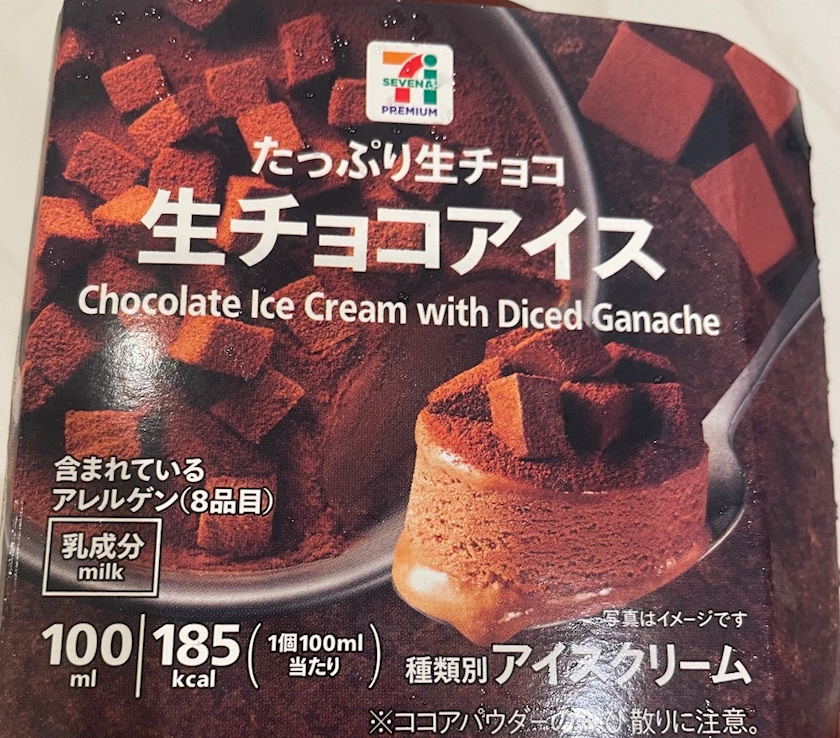 SEVEN&i
PREMIUM
たっぷり生チョコ
生チョコアイス
Chocolate Ice Cream with Diced Ganache
含まれている
アレルゲン(8品目)
乳成分
milk
100
ml
185
kcal
(1個100ml
当たり)
写真はイメージです
種類別アイスクリーム
※ココアパウダーの び散りに注意。